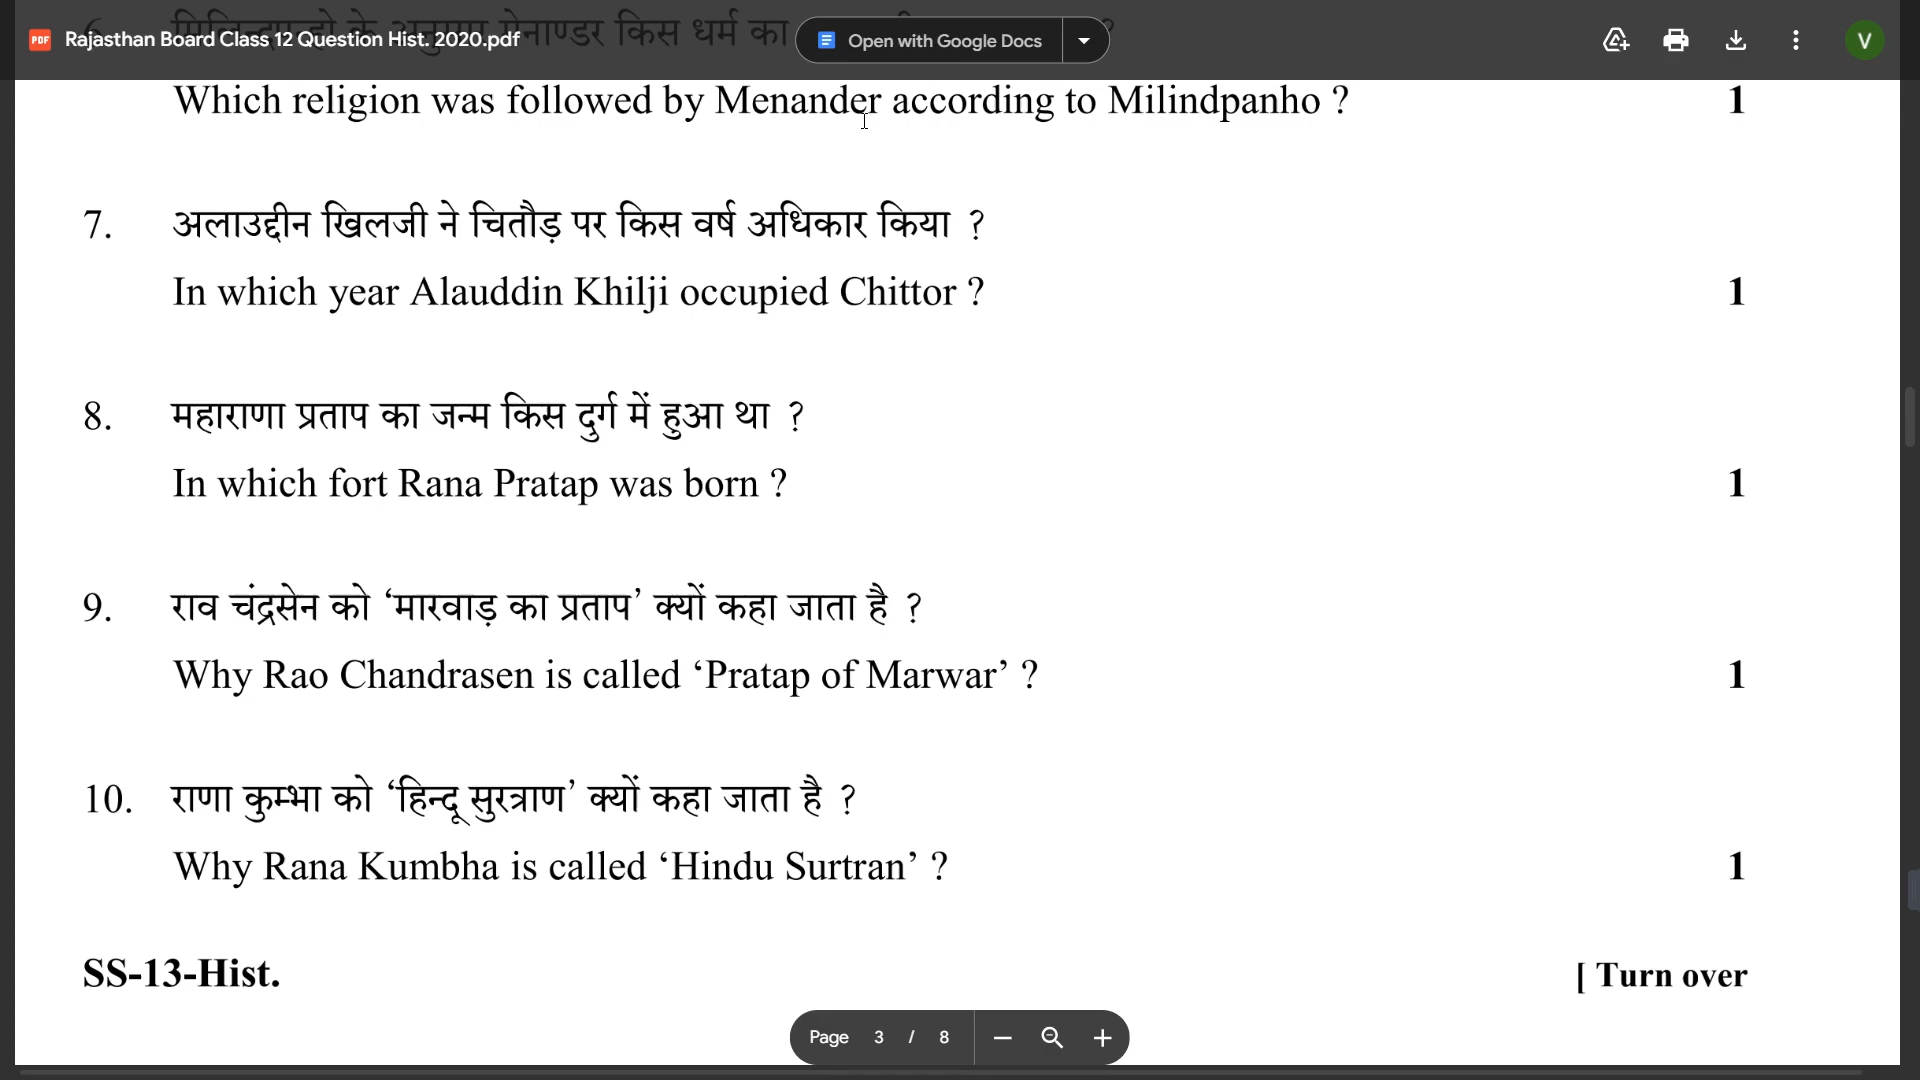 Rajasthan Board Class 12 Question Hist. 2020.pdf
Open with Google Docs
V
Which religion was followed by Menander according to Milindpanho ? 1
7. अलाउद्दीन खिलजी ने चितौड़ पर किस वर्ष अधिकार किया ?
In which year Alauddin Khilji occupied Chittor ? 1
8. महाराणा प्रताप का जन्म किस दुर्ग में हुआ था ?
In which fort Rana Pratap was born ? 1
9. राव चंद्रसेन को ‘मारवाड़ का प्रताप’ क्यों कहा जाता है ?
Why Rao Chandrasen is called ‘Pratap of Marwar’ ? 1
10. राणा कुम्भा को ‘हिन्दू सुरत्राण’ क्यों कहा जाता है ?
Why Rana Kumbha is called ‘Hindu Surtran’ ? 1
SS-13-Hist. [ Turn over
Page 3 / 8